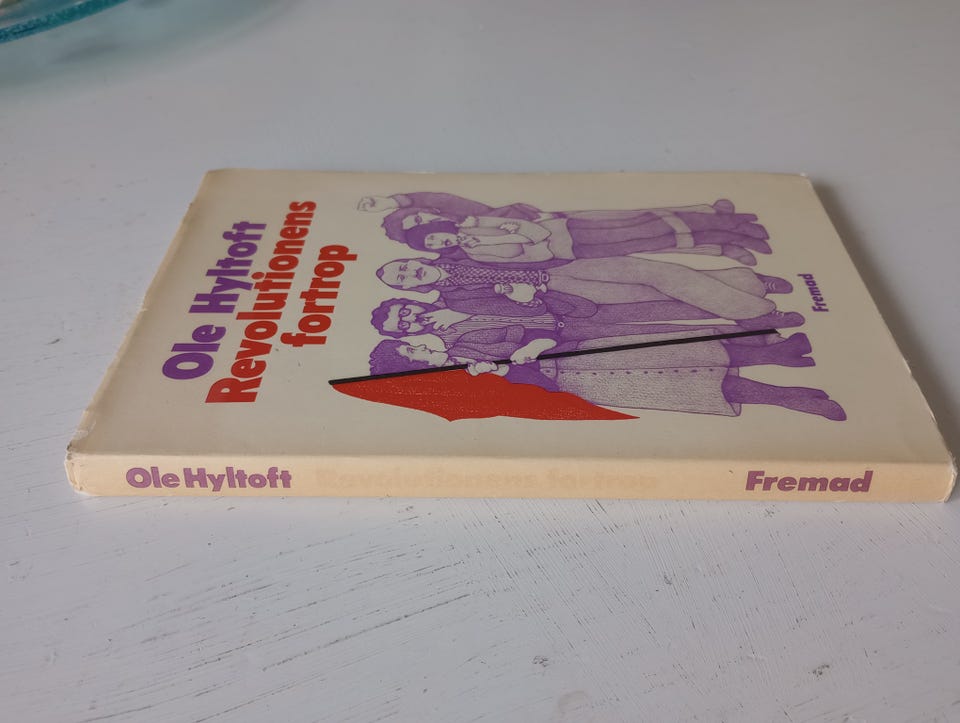 Ole Hyltoft
Revolutionens
fortrop
Fremad
Ole Hyltoft Revolutionens fortrop Fremad